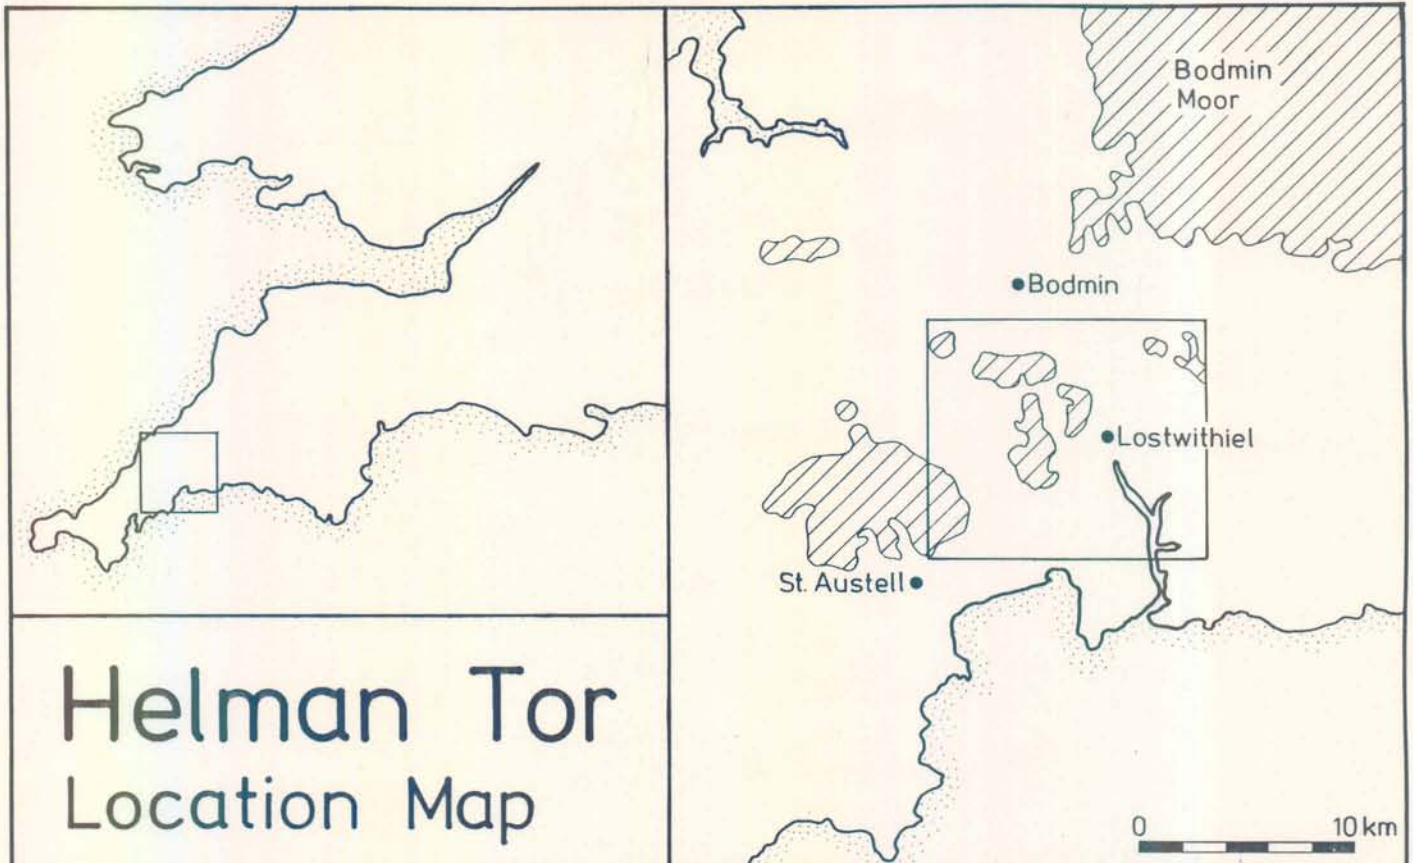 Bodmin
Moor
Bodmin
Lostwithiel
St. Austell
Helman Tor
Location Map
0 10 km